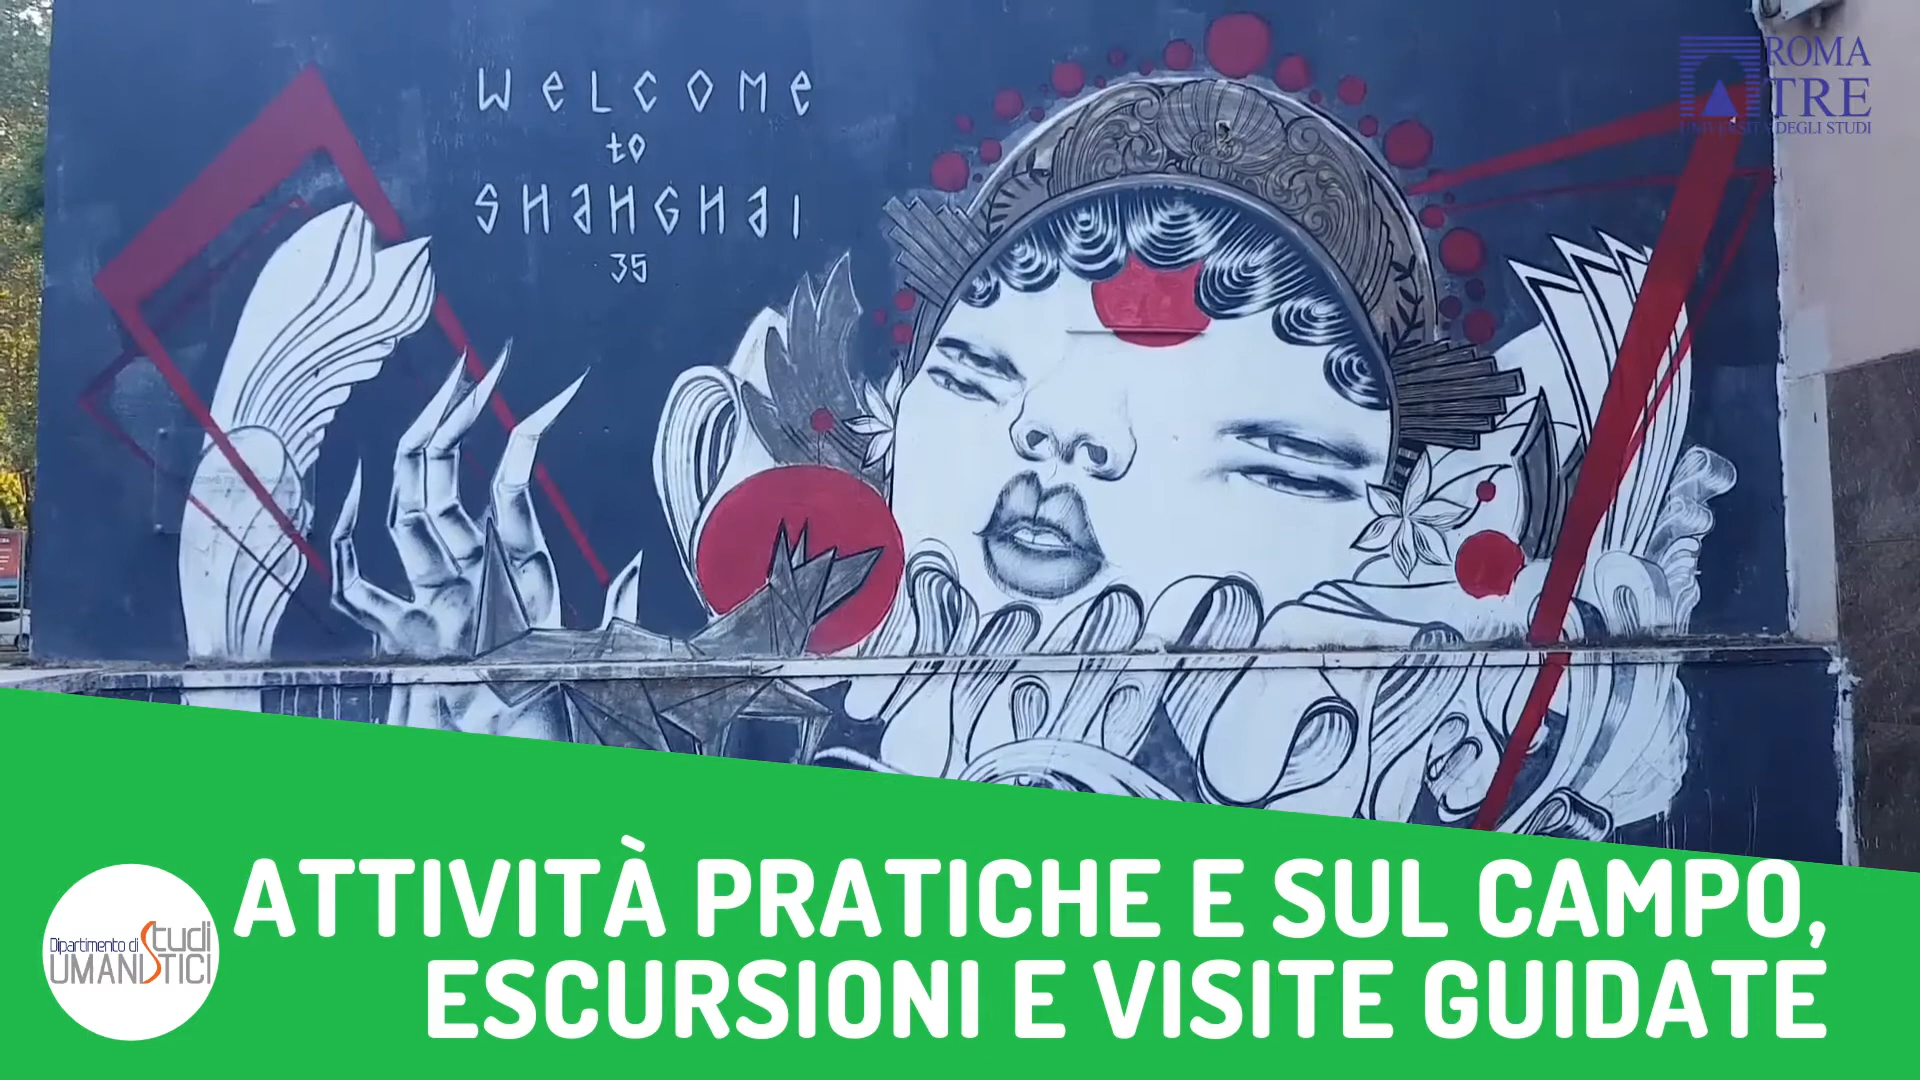 WELCOME
to
SHANGHAI
35
ROMA
TRE
UNIVERSITÀ DEGLI STUDI
ATTIVITÀ PRATICHE E SUL CAMPO,
ESCURSIONI E VISITE GUIDATE
Dipartimento di Studi
UMANISTICI